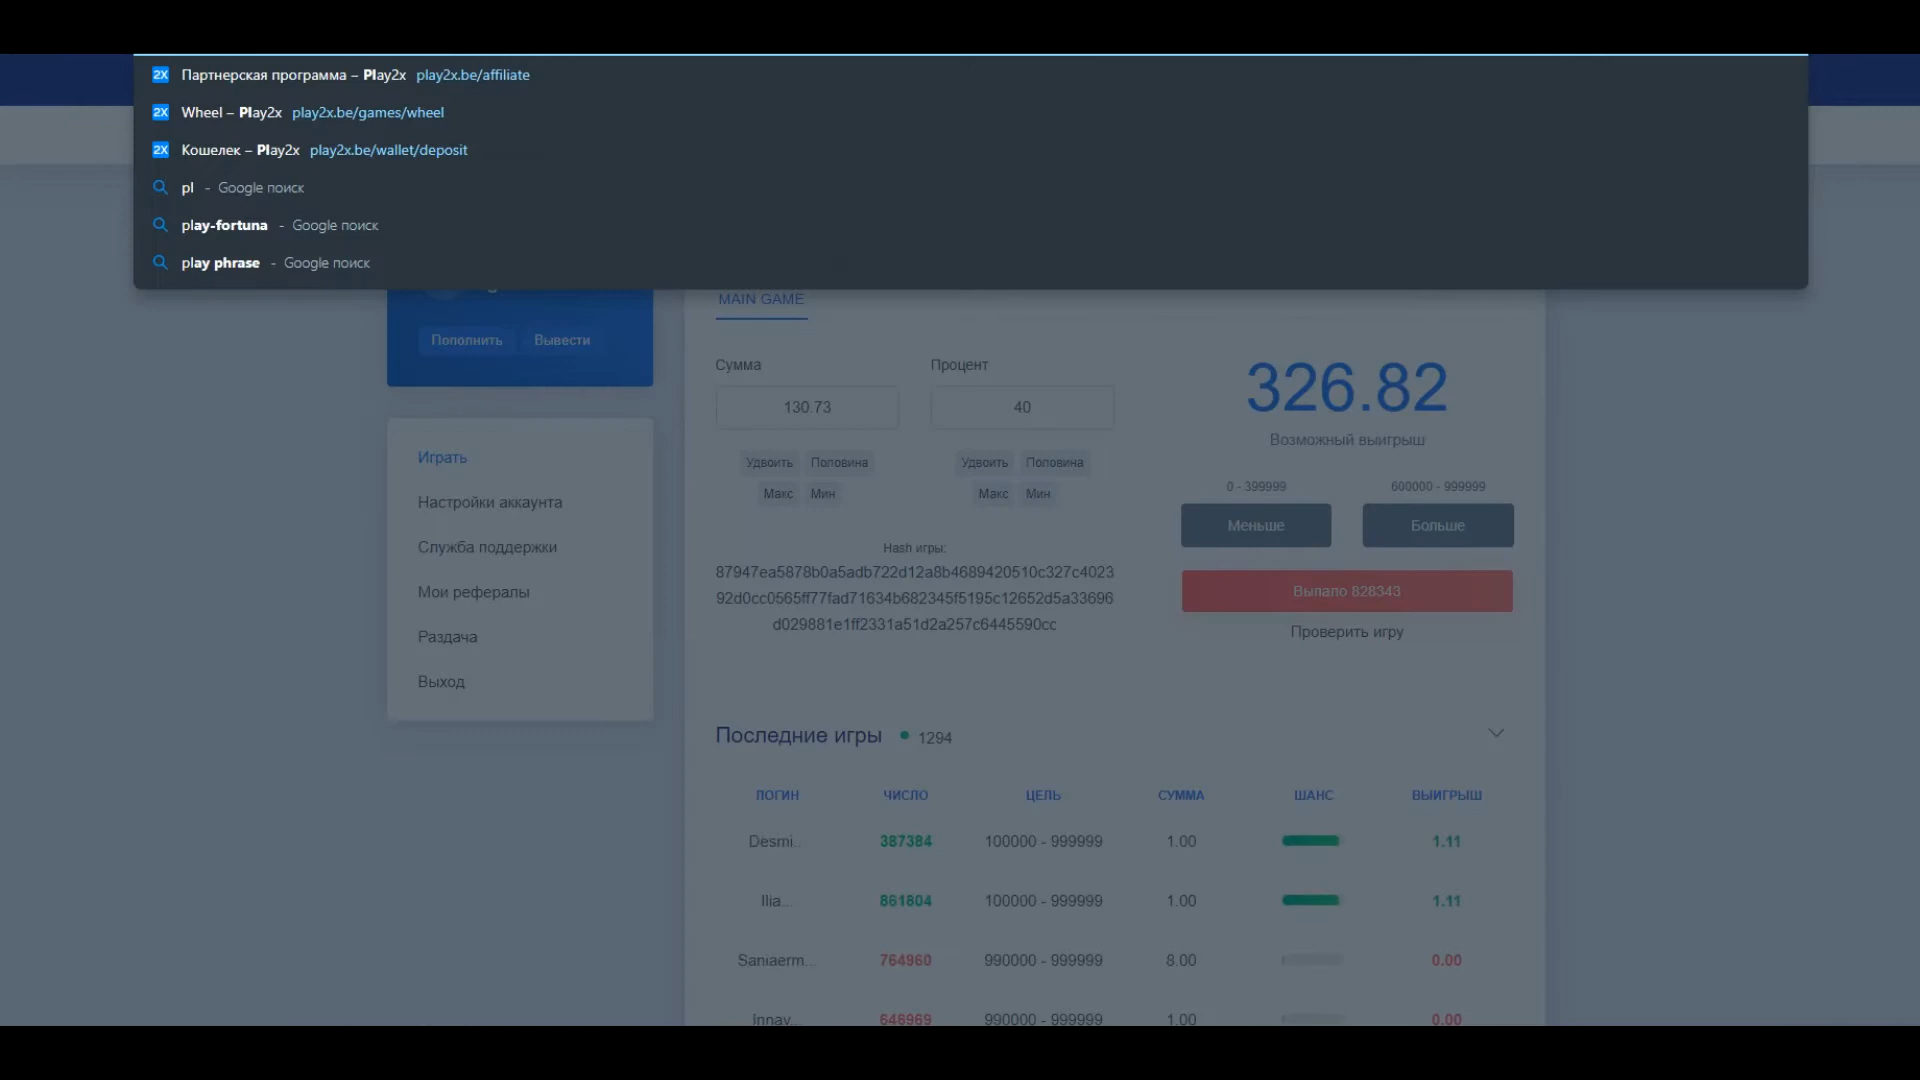 2X Партнерская программа – Play2x play2x.be/affiliate
2X Wheel – Play2x play2x.be/games/wheel
2X Кошелек – Play2x play2x.be/wallet/deposit
pl - Google поиск
play-fortuna - Google поиск
play phrase - Google поиск
Пополнить Вывести
Играть
Настройки аккаунта
Служба поддержки
Мои рефералы
Раздача
Выход
MAIN GAME
Сумма Процент
130.73 40
Удвоить Половина Удвоить Половина
Макс Мин Макс Мин
Hash игры:
87947ea5878b0a5adb722d12a8b4689420510c327c4023
92d0cc0565ff77fad71634b682345f5195c12652d5a33696
d029881e1ff2331a51d2a257c6445590cc
326.82
Возможный выигрыш
0 - 399999 600000 - 999999
Меньше Больше
Выпало 828343
Проверить игру
Последние игры 1294
ЛОГИН ЧИСЛО ЦЕЛЬ СУММА ШАНС ВЫИГРЫШ
Desmi... 387384 100000 - 999999 1.00 1.11
Ilia... 861804 100000 - 999999 1.00 1.11
Saniaerm... 764960 990000 - 999999 8.00 0.00
Innav... 646969 990000 - 999999 1.00 0.00